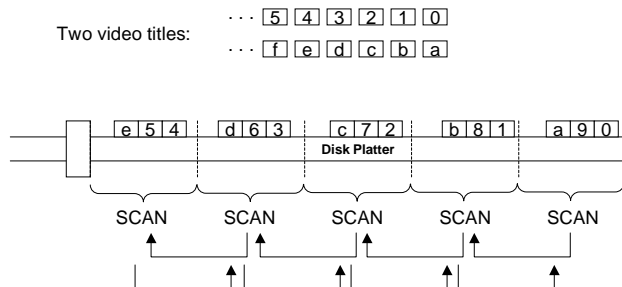 ··· 5 4 3 2 1 0
Two video titles:
··· f e d c b a
e 5 4 d 6 3 c 7 2 b 8 1 a 9 0
Disk Platter
SCAN SCAN SCAN SCAN SCAN